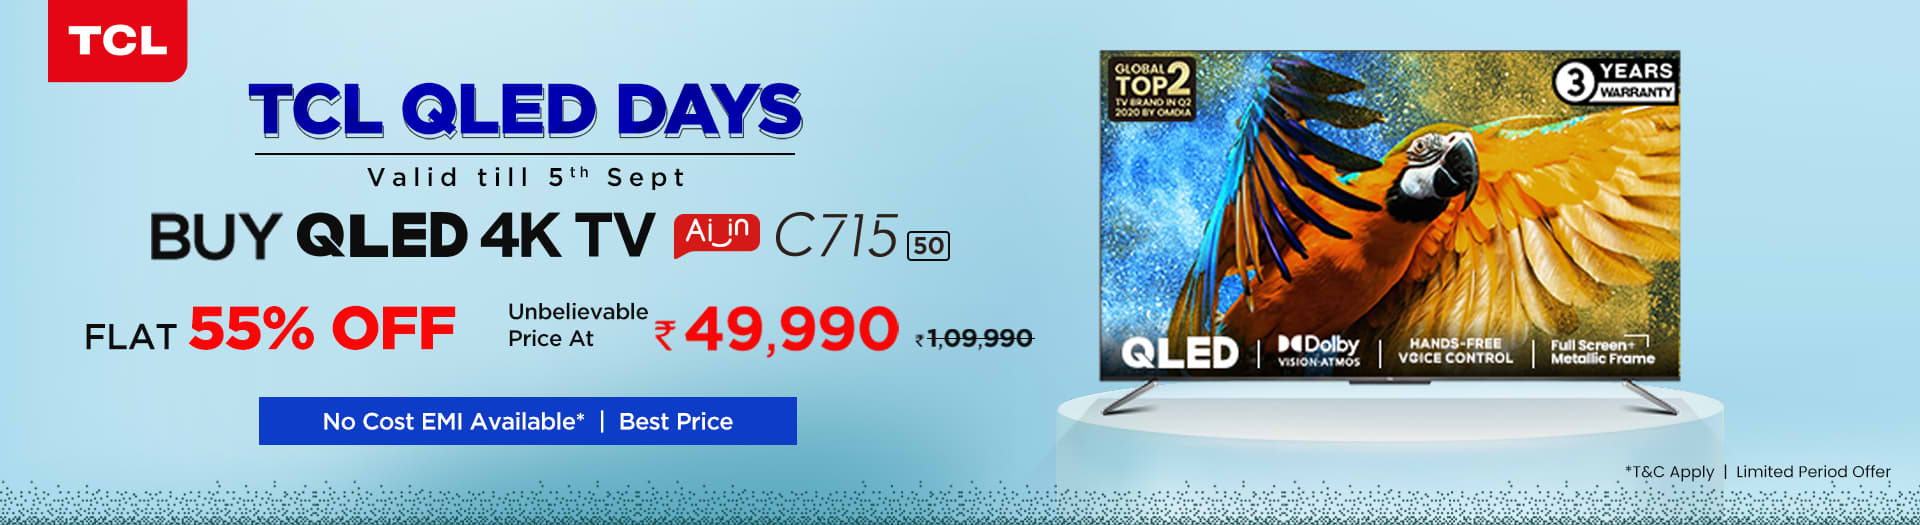 TCL
TCL QLED DAYS
Valid till 5th Sept
BUY QLED 4K TV Ai_in C715 50
FLAT 55% OFF
Unbelievable
Price At
₹ 49,990 ₹ 1,09,990
No Cost EMI Available* | Best Price
GLOBAL
TOP 2
TV BRAND IN Q2
2020 BY OMDIA
3 YEARS
WARRANTY
QLED
Dolby
VISION·ATMOS
HANDS-FREE
VOICE CONTROL
Full Screen+
Metallic Frame
*T&C Apply | Limited Period Offer